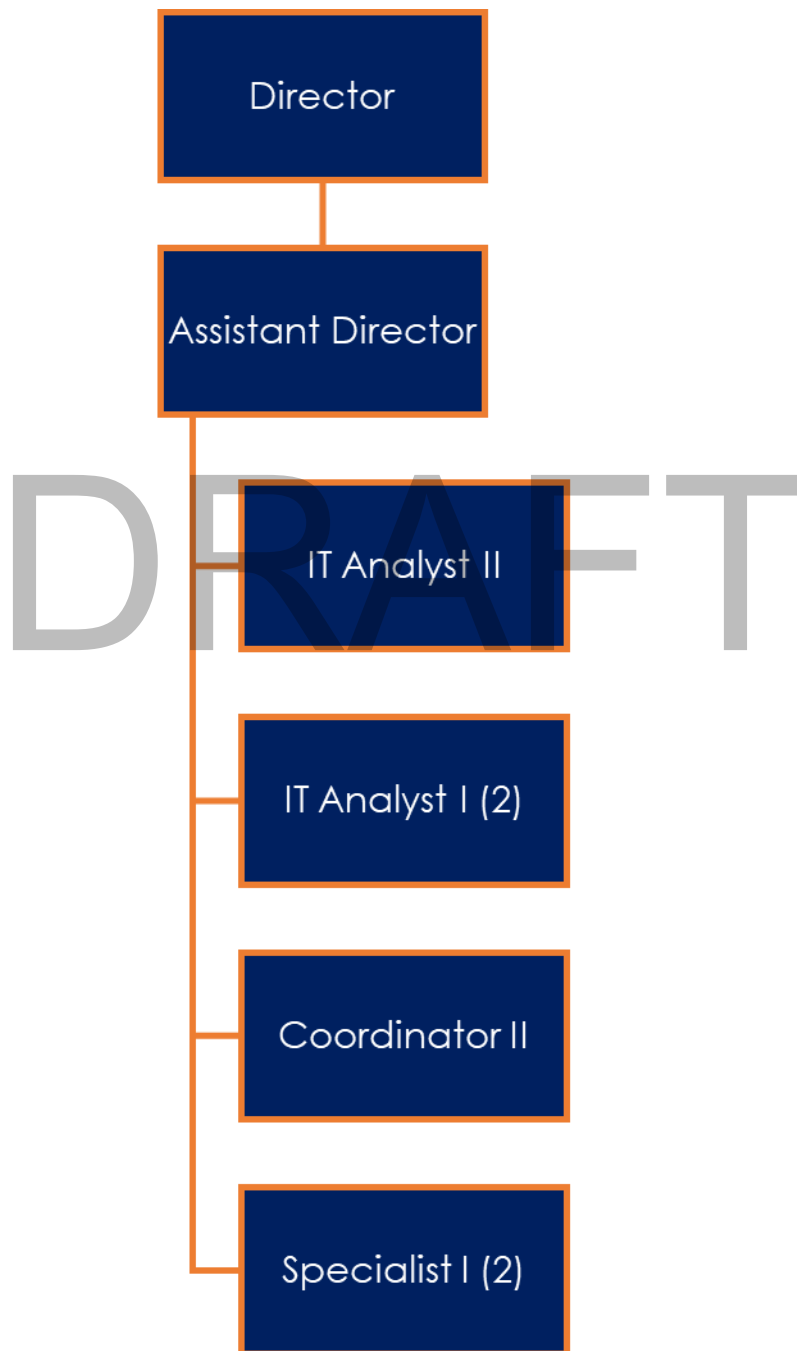 Director
Assistant Director
DRAFT
IT Analyst II
IT Analyst I (2)
Coordinator II
Specialist I (2)